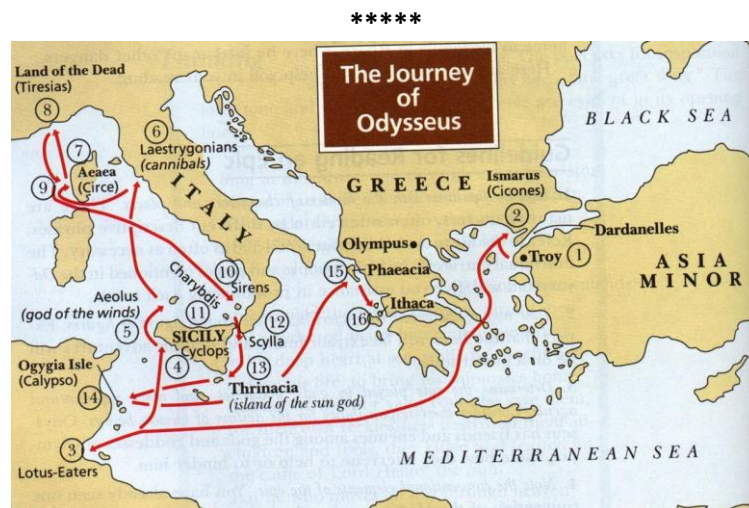 *****
The Journey
of
Odysseus
Land of the Dead
(Tiresias)
8
7
Aeaea
(Circe)
9
6
Laestrygonians
(cannibals)
ITALY
BLACK SEA
GREECE
Ismarus
(Cicones)
2
Dardanelles
Olympus
Troy
1
ASIA
MINOR
15
Phaeacia
Ithaca
16
10
Sirens
Charybdis
11
Aeolus
(god of the winds)
5
12
Scylla
SICILY
Cyclops
4
13
Thrinacia
(island of the sun god)
Ogygia Isle
(Calypso)
14
3
Lotus-Eaters
MEDITERRANEAN SEA